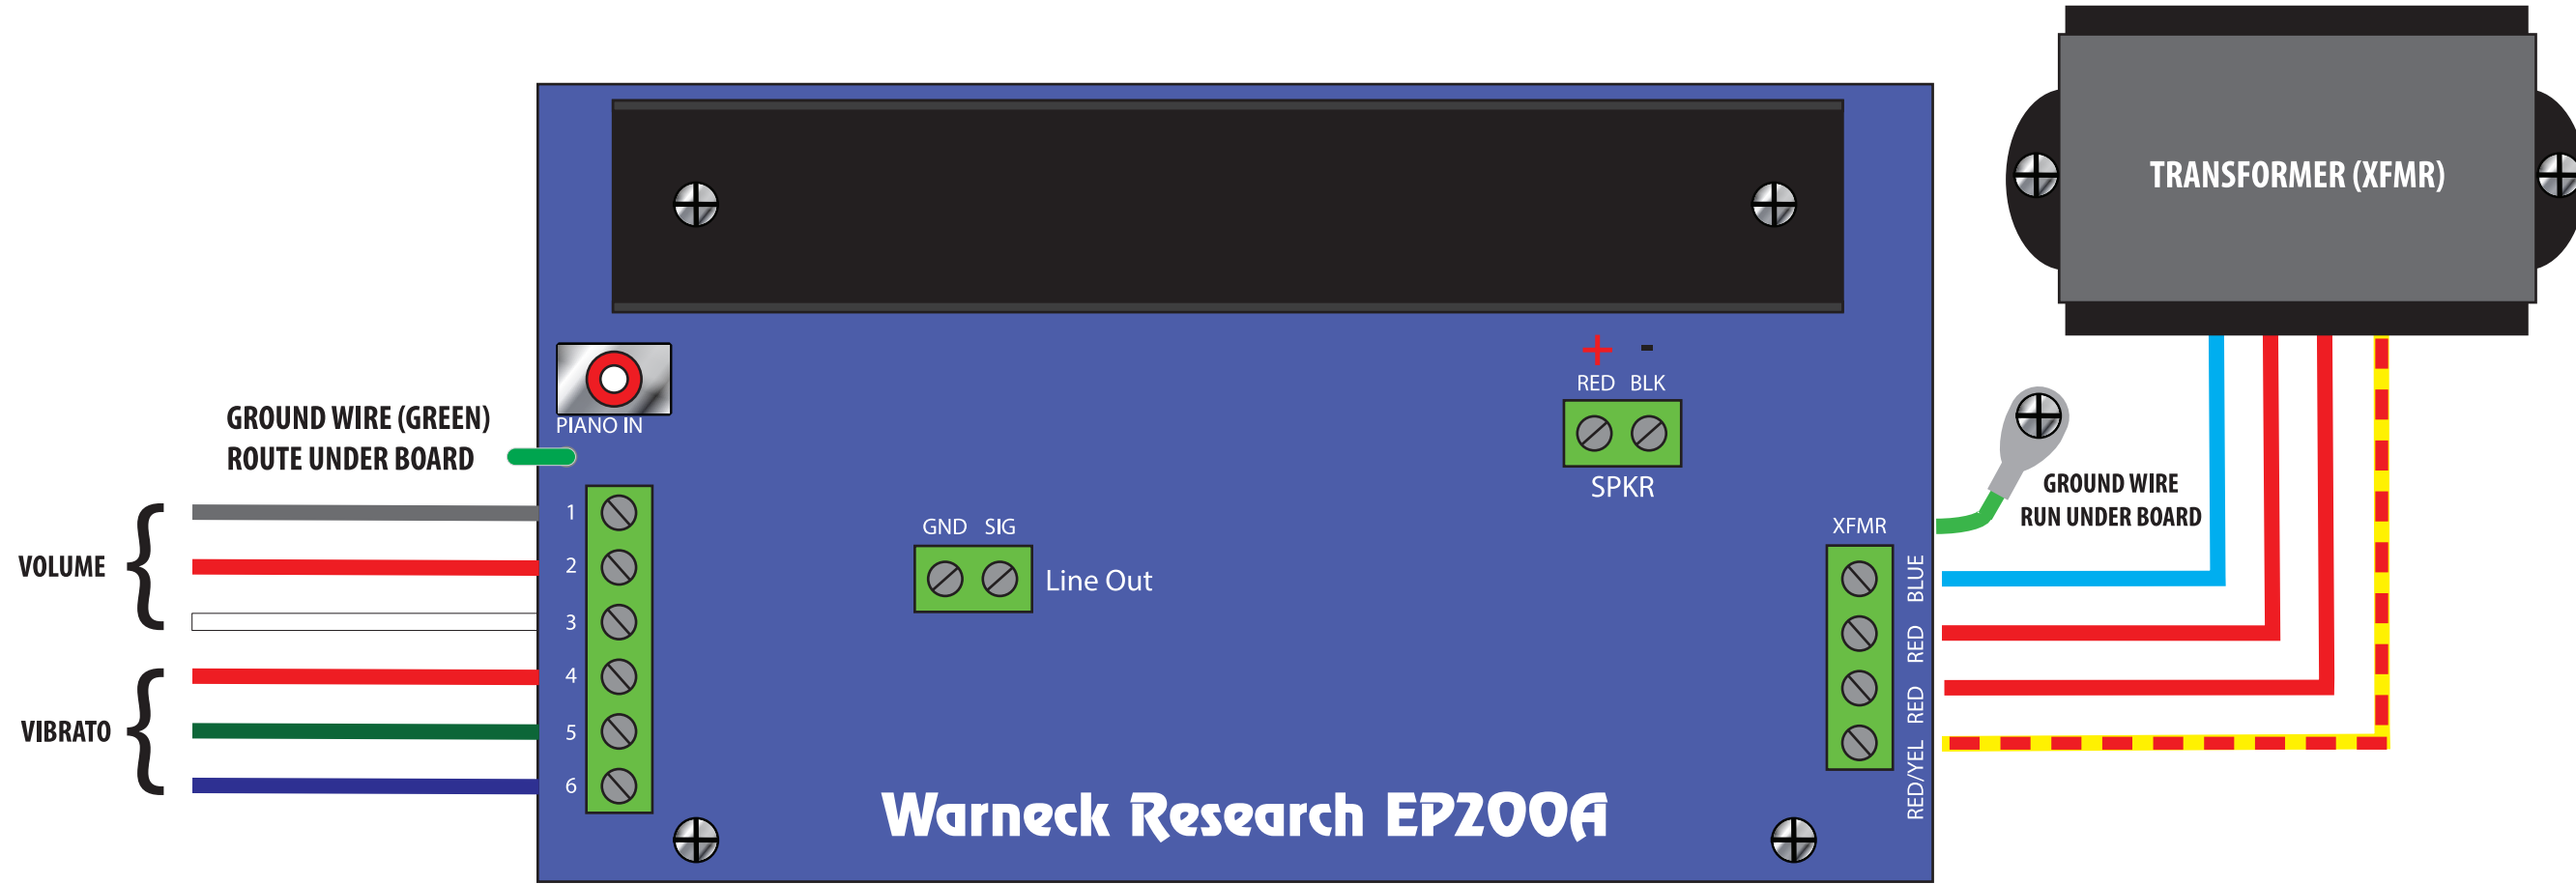 TRANSFORMER (XFMR)
+ -
RED BLK
SPKR
PIANO IN
GROUND WIRE (GREEN)
ROUTE UNDER BOARD
GROUND WIRE
RUN UNDER BOARD
VOLUME
1
2
3
VIBRATO
4
5
6
GND SIG
Line Out
XFMR
BLUE
RED
RED
RED/YEL
Warneck Research EP200A